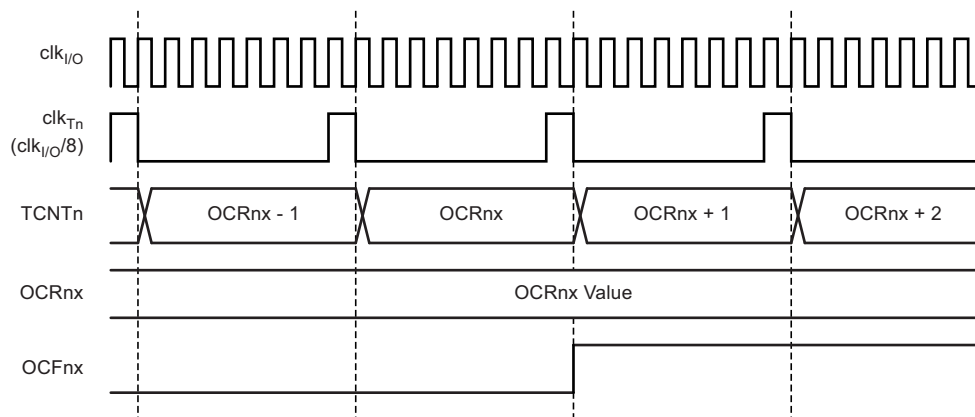 clkI/O
clkTn
(clkI/O/8)
TCNTn
OCRnx - 1
OCRnx
OCRnx + 1
OCRnx + 2
OCRnx
OCRnx Value
OCFnx